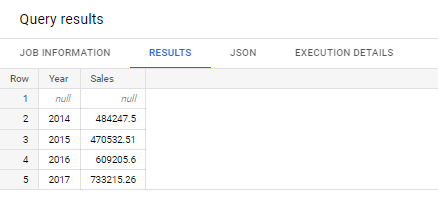 Query results
JOB INFORMATION RESULTS JSON EXECUTION DETAILS
Row Year Sales
1 null null
2 2014 484247.5
3 2015 470532.51
4 2016 609205.6
5 2017 733215.26